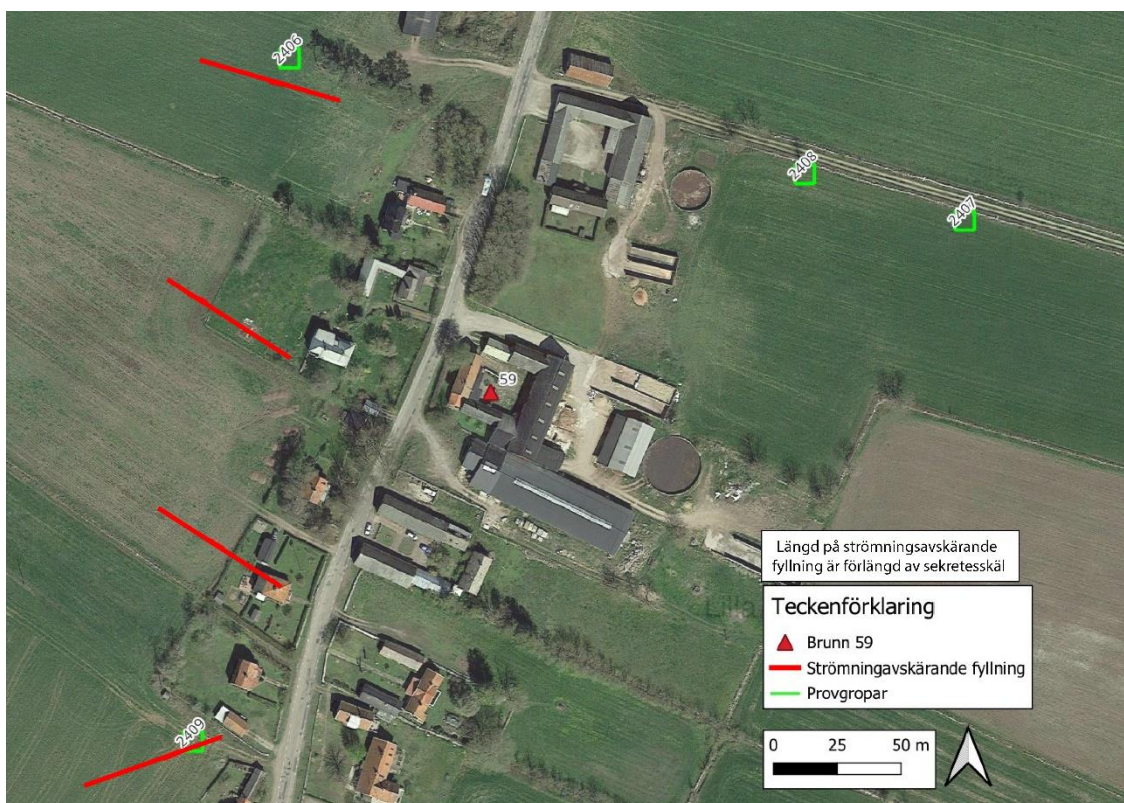 2406
2408
2407
59
Längd på strömningsavskärande
fyllning är förlängd av sekretesskäl
Lilla
Teckenförklaring
Brunn 59
Strömningavskärande fyllning
Provgropar
2409
0 25 50 m